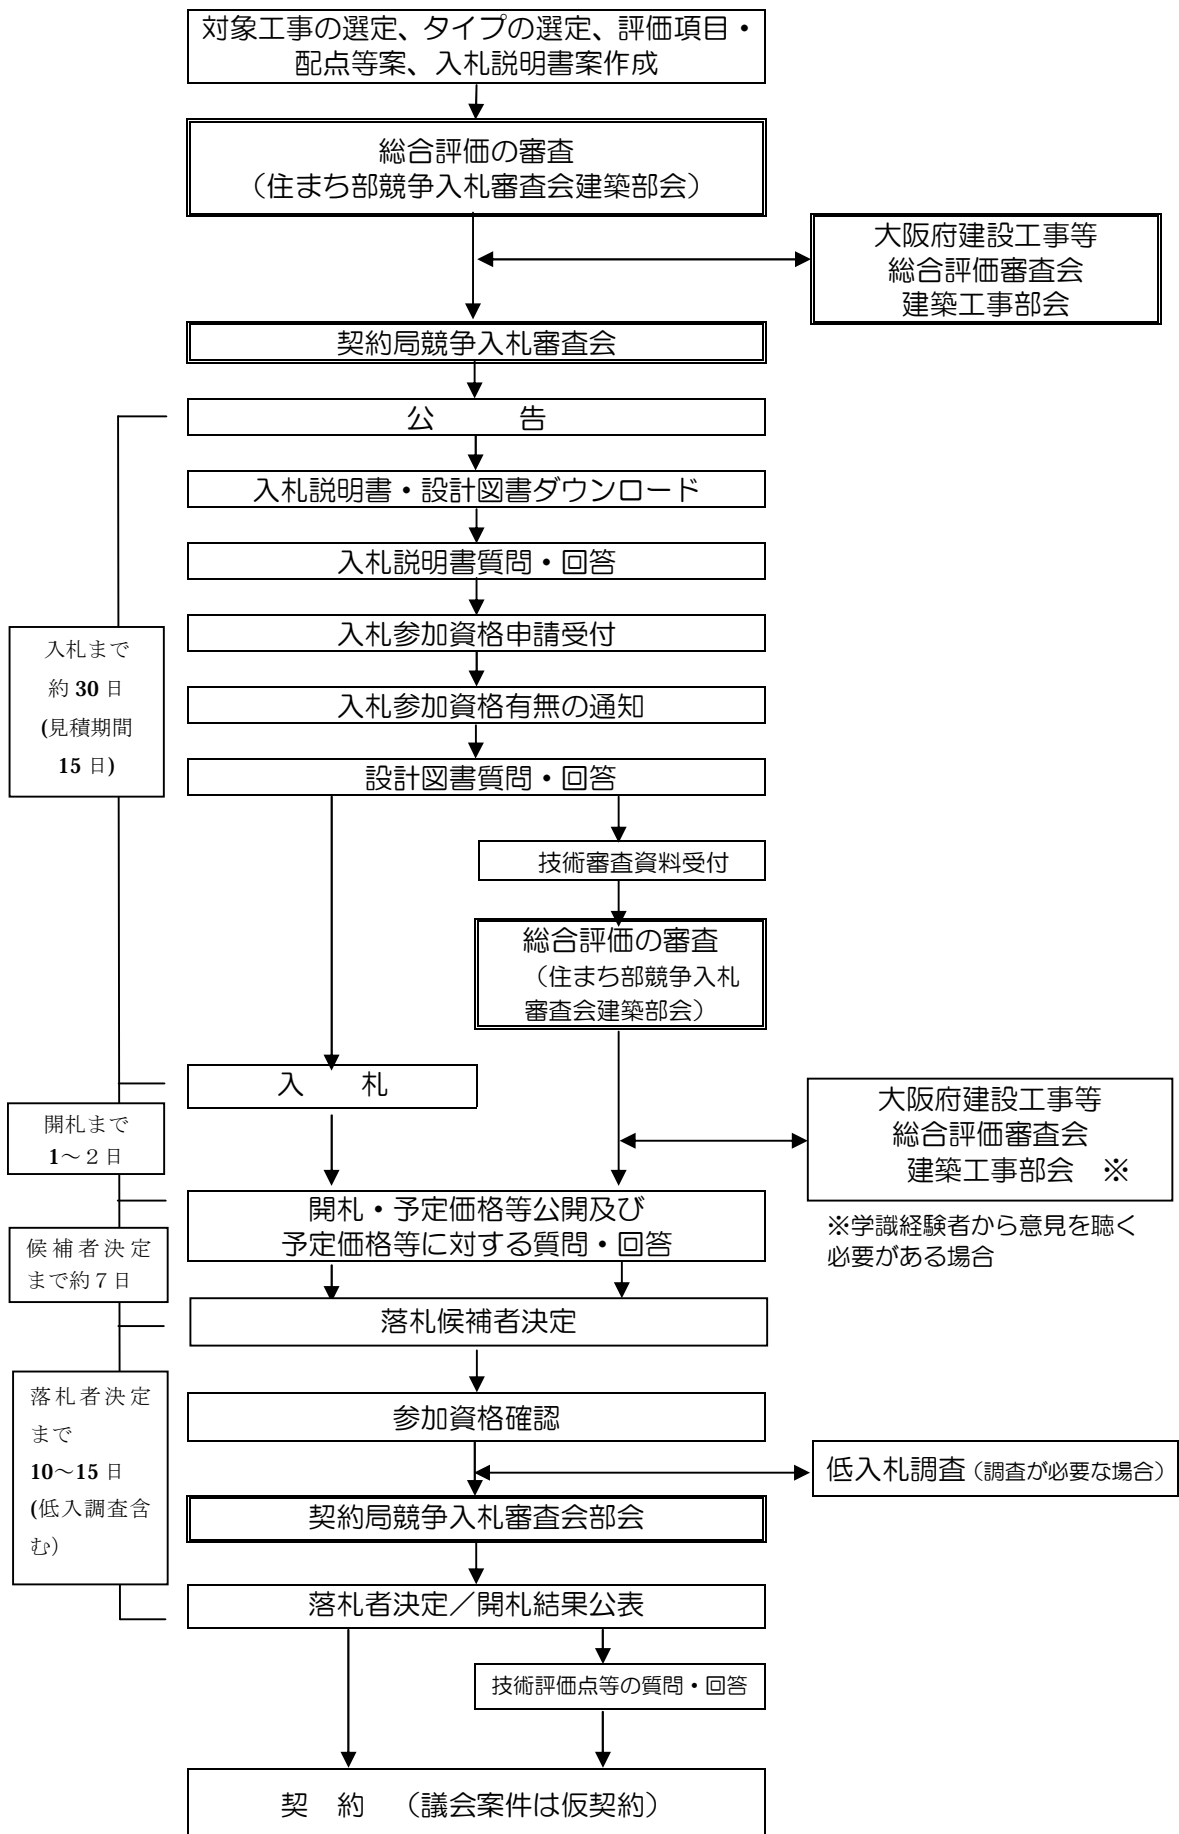 対象工事の選定、タイプの選定、評価項目・
配点等案、入札説明書案作成
総合評価の審査
（住まち部競争入札審査会建築部会）
大阪府建設工事等
総合評価審査会
建築工事部会
契約局競争入札審査会
公　　　告
入札説明書・設計図書ダウンロード
入札説明書質問・回答
入札参加資格申請受付
入札まで
約 30 日
(見積期間
15 日)
入札参加資格有無の通知
設計図書質問・回答
技術審査資料受付
総合評価の審査
（住まち部競争入札
審査会建築部会）
入　　札
開札まで
1～２日
大阪府建設工事等
総合評価審査会
建築工事部会　※
※学識経験者から意見を聴く
必要がある場合
開札・予定価格等公開及び
予定価格等に対する質問・回答
候補者決定
まで約７日
落札候補者決定
落札者決定
まで
10～15 日
(低入調査含
む）
参加資格確認
低入札調査（調査が必要な場合）
契約局競争入札審査会部会
落札者決定／開札結果公表
技術評価点等の質問・回答
契　約　（議会案件は仮契約）